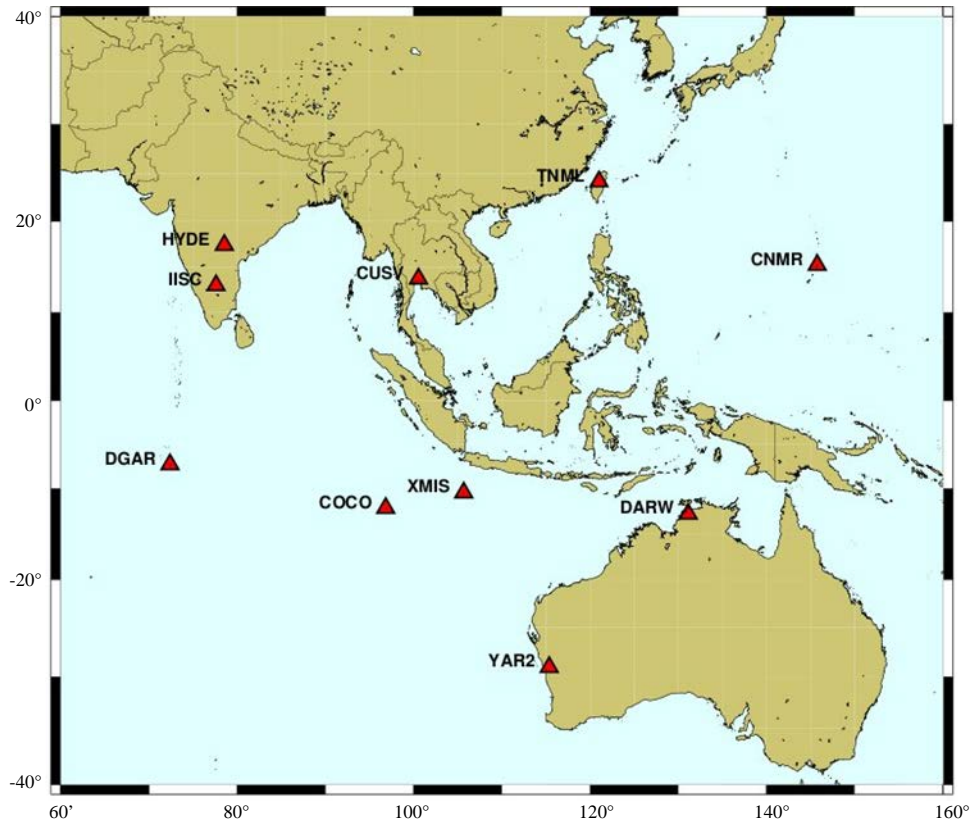 40°
TNML
20°
HYDE
CNMR
CUSV
IISC
0°
DGAR
XMIS
COCO
DARW
-20°
YAR2
-40°
60' 80° 100° 120° 140° 160°